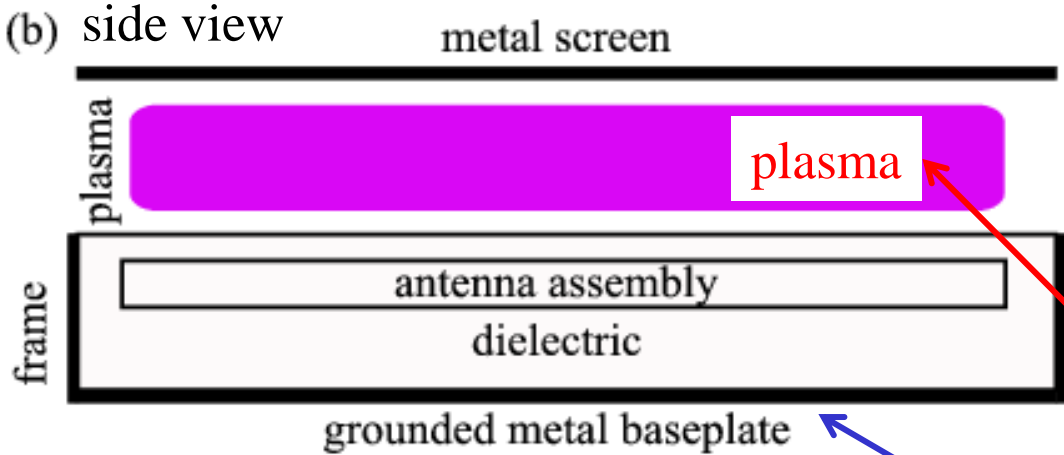 (b) side view
metal screen
plasma
plasma
antenna assembly
dielectric
frame
grounded metal baseplate